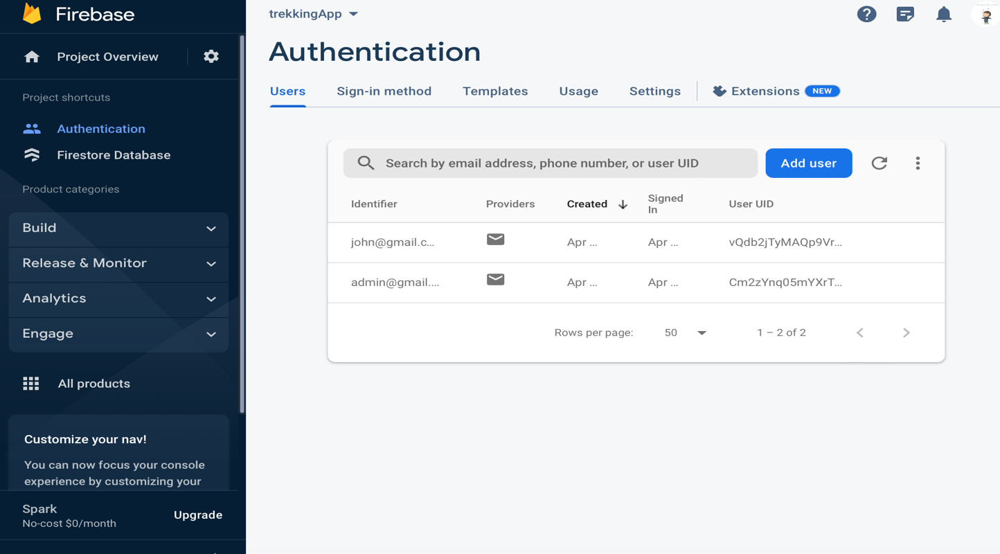 Firebase
Project Overview
Project shortcuts
Authentication
Firestore Database
Product categories
Build
Release & Monitor
Analytics
Engage
All products
Customize your nav!
You can now focus your console
experience by customizing your
Spark
No-cost $0/month
Upgrade
trekkingApp
Authentication
Users Sign-in method Templates Usage Settings Extensions NEW
Search by email address, phone number, or user UID Add user
Identifier Providers Created Signed In User UID
john@gmail.c... Apr ... Apr ... vQdb2jTyMAQp9Vr...
admin@gmail.... Apr ... Apr ... Cm2zYnq05mYXrT...
Rows per page: 50 1 – 2 of 2